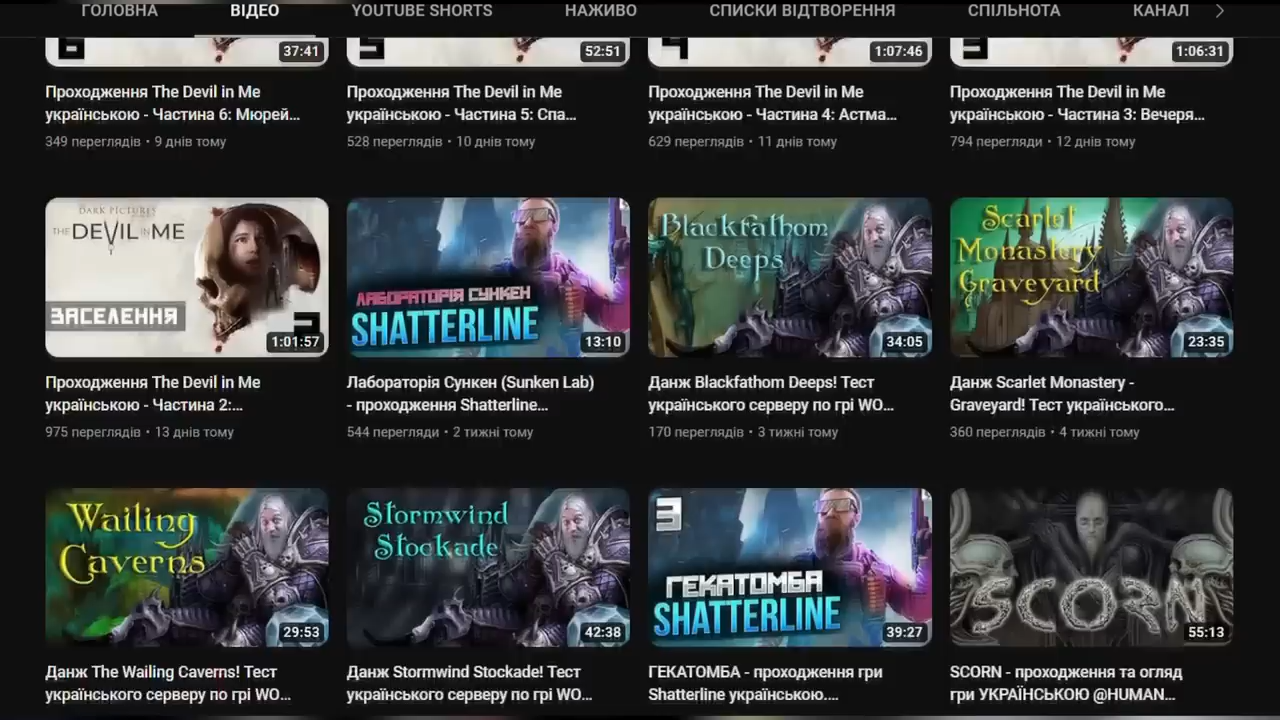 ГОЛОВНА ВІДЕО YOUTUBE SHORTS НАЖИВО СПИСКИ ВІДТВОРЕННЯ СПІЛЬНОТА КАНАЛ
6 37:41 5 52:51 4 1:07:46 3 1:06:31
Проходження The Devil in Me
українською - Частина 6: Мюрей...
349 переглядів • 9 днів тому
Проходження The Devil in Me
українською - Частина 5: Спа...
528 переглядів • 10 днів тому
Проходження The Devil in Me
українською - Частина 4: Астма...
629 переглядів • 11 днів тому
Проходження The Devil in Me
українською - Частина 3: Вечеря...
794 перегляди • 12 днів тому
DARK PICTURES
THE DEVIL IN ME
ЗАСЕЛЕННЯ
2
1:01:57
Проходження The Devil in Me
українською - Частина 2:...
975 переглядів • 13 днів тому
ЛАБОРАТОРІЯ СУНКЕН
SHATTERLINE
13:10
Лабораторія Сункен (Sunken Lab)
- проходження Shatterline...
544 перегляди • 2 тижні тому
Blackfathom
Deeps
34:05
Данж Blackfathom Deeps! Тест
українського серверу по грі WO...
170 переглядів • 3 тижні тому
Scarlet
Monastery
Graveyard
23:35
Данж Scarlet Monastery -
Graveyard! Тест українського...
360 переглядів • 4 тижні тому
Wailing
Caverns
29:53
Данж The Wailing Caverns! Тест
українського серверу по грі WO...
Stormwind
Stockade
42:38
Данж Stormwind Stockade! Тест
українського серверу по грі WO...
3
ГЕКАТОМБА
SHATTERLINE
39:27
ГЕКАТОМБА - проходження гри
Shatterline українською....
SCORN
55:13
SCORN - проходження та огляд
гри УКРАЇНСЬКОЮ @HUMAN...